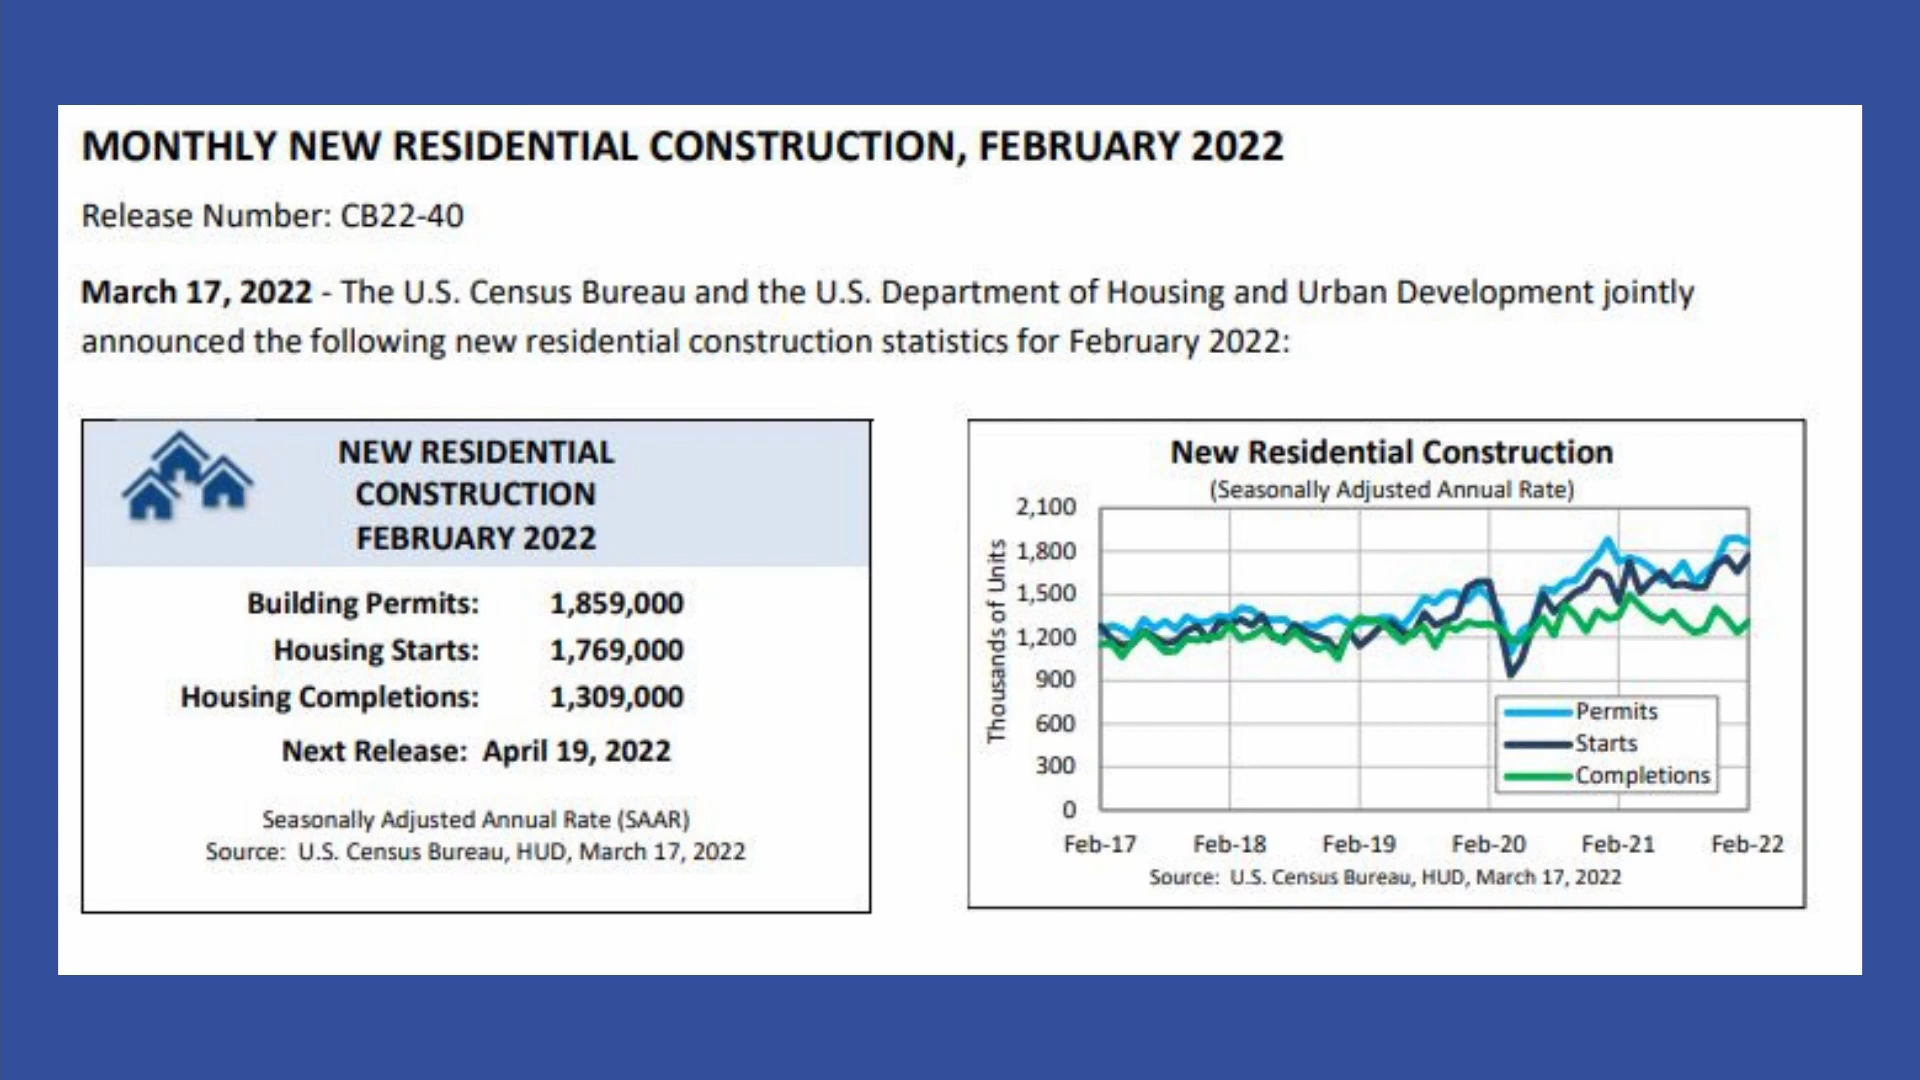 MONTHLY NEW RESIDENTIAL CONSTRUCTION, FEBRUARY 2022
Release Number: CB22-40
March 17, 2022 - The U.S. Census Bureau and the U.S. Department of Housing and Urban Development jointly
announced the following new residential construction statistics for February 2022:
NEW RESIDENTIAL
CONSTRUCTION
FEBRUARY 2022
Building Permits: 1,859,000
Housing Starts: 1,769,000
Housing Completions: 1,309,000
Next Release: April 19, 2022
Seasonally Adjusted Annual Rate (SAAR)
Source: U.S. Census Bureau, HUD, March 17, 2022
New Residential Construction
(Seasonally Adjusted Annual Rate)
Thousands of Units
2,100
1,800
1,500
1,200
900
600
300
0
Permits
Starts
Completions
Feb-17 Feb-18 Feb-19 Feb-20 Feb-21 Feb-22
Source: U.S. Census Bureau, HUD, March 17, 2022